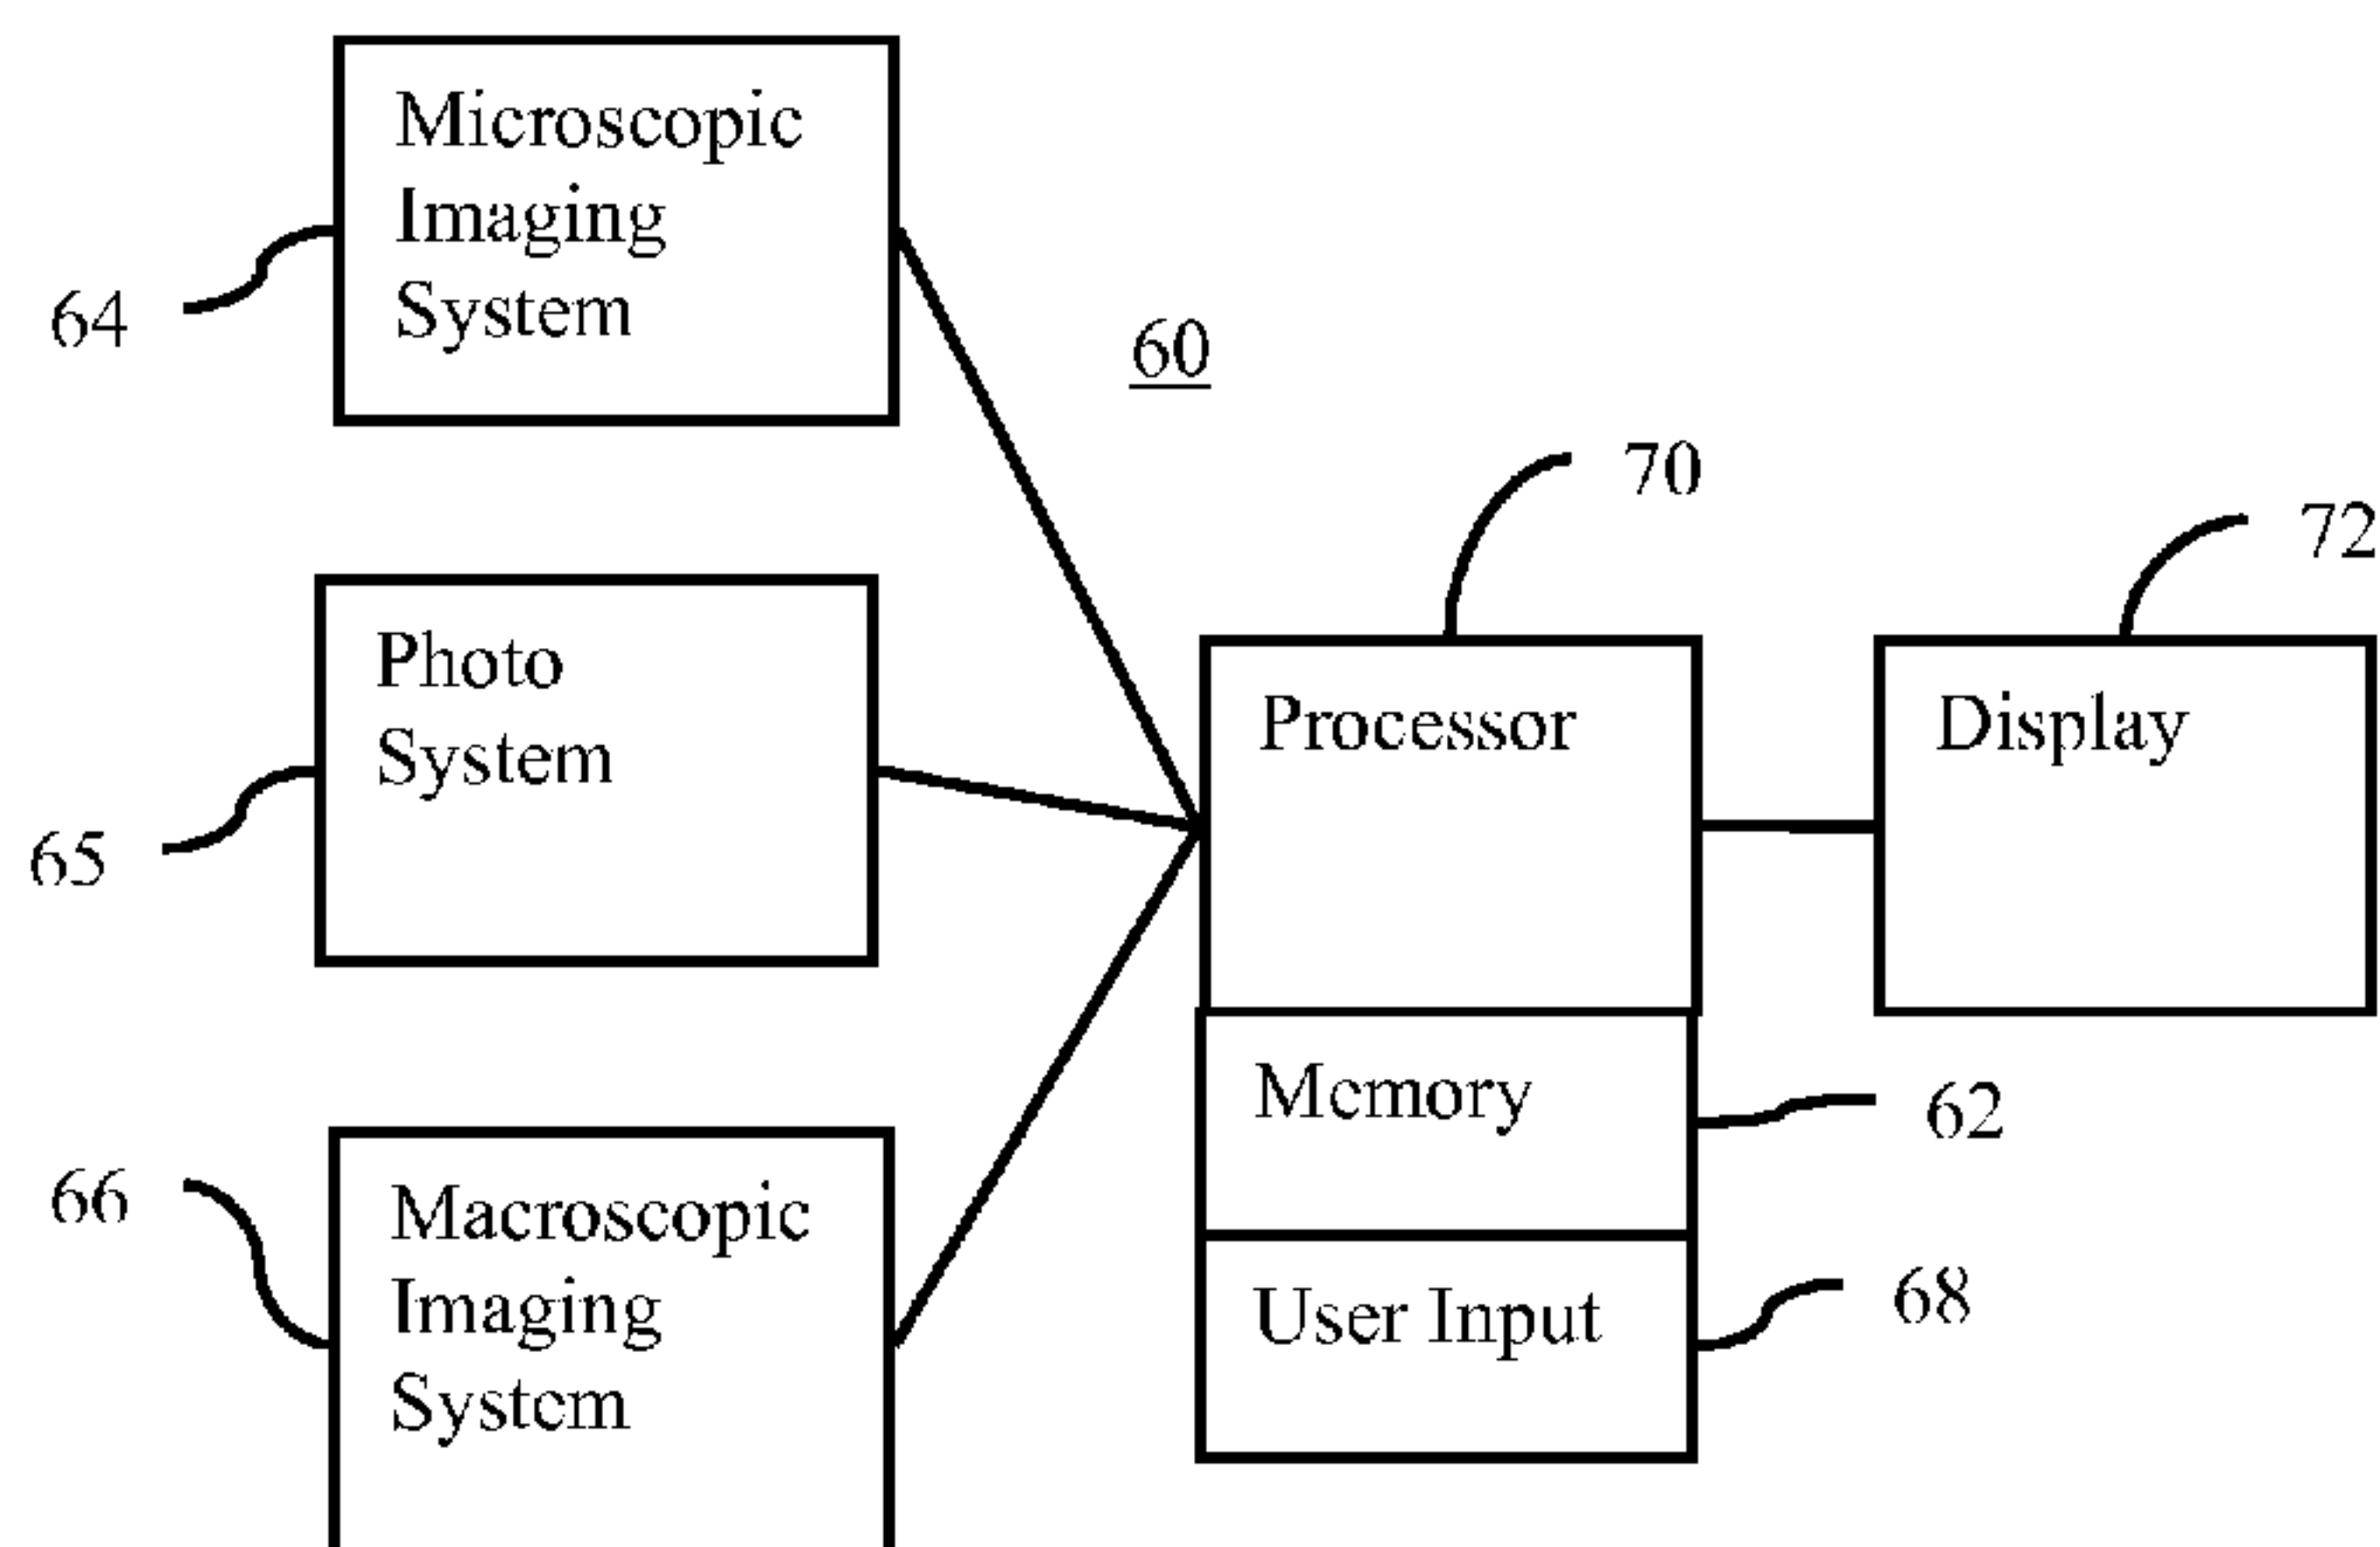 Microscopic
Imaging
System
64
60
70
72
Photo
System
65
Processor
Display
Memory
62
66
Macroscopic
Imaging
System
User Input
68